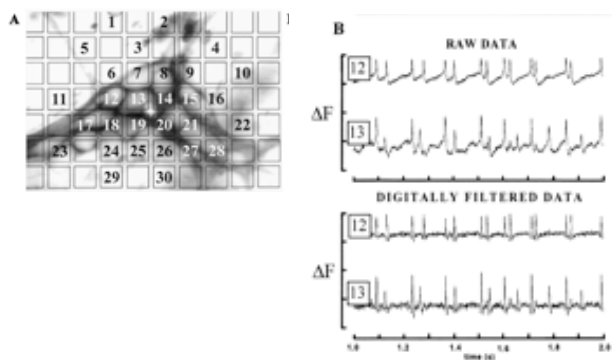 A
1 2
5 3 4
6 7 8 9 10
11 12 13 14 15 16
17 18 19 20 21 22
23 24 25 26 27 28
29 30
B
RAW DATA
12
ΔF
13
DIGITALLY FILTERED DATA
12
ΔF
13
1.0 1.2 1.4 1.6 1.8 2.0
time (s)